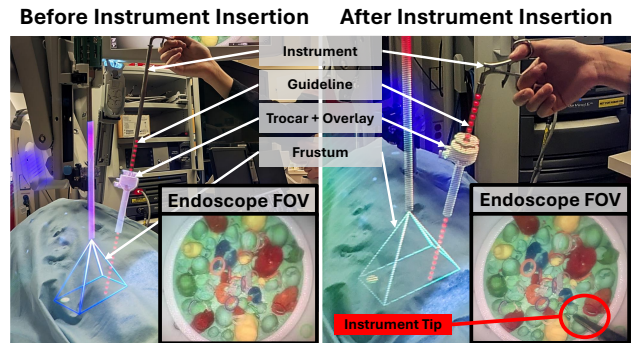 Before Instrument Insertion
After Instrument Insertion
Instrument
Guideline
Trocar + Overlay
Frustum
Endoscope FOV
Endoscope FOV
Instrument Tip